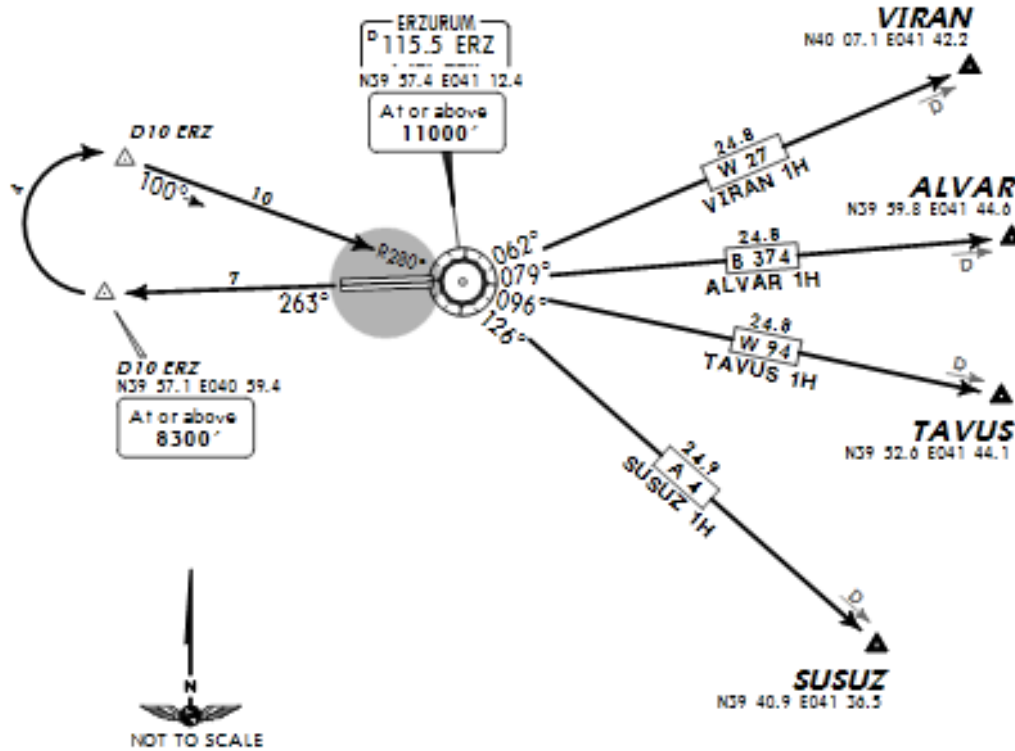 ERZURUM
D 115.5 ERZ
N39 57.4 E041 12.4
At or above
11000'
VIRAN
N40 07.1 E041 42.2
D
24.8
W 27
VIRAN 1H
D10 ERZ
4
100°
10
R280°
062°
079°
096°
126°
ALVAR
N39 59.8 E041 44.6
D
24.8
B 374
ALVAR 1H
7
263°
D10 ERZ
N39 57.1 E040 59.4
At or above
8300'
24.8
W 94
TAVUS 1H
D
TAVUS
N39 52.6 E041 44.1
24.9
A 4
SUSUZ 1H
D
SUSUZ
N39 40.9 E041 36.5
N
NOT TO SCALE